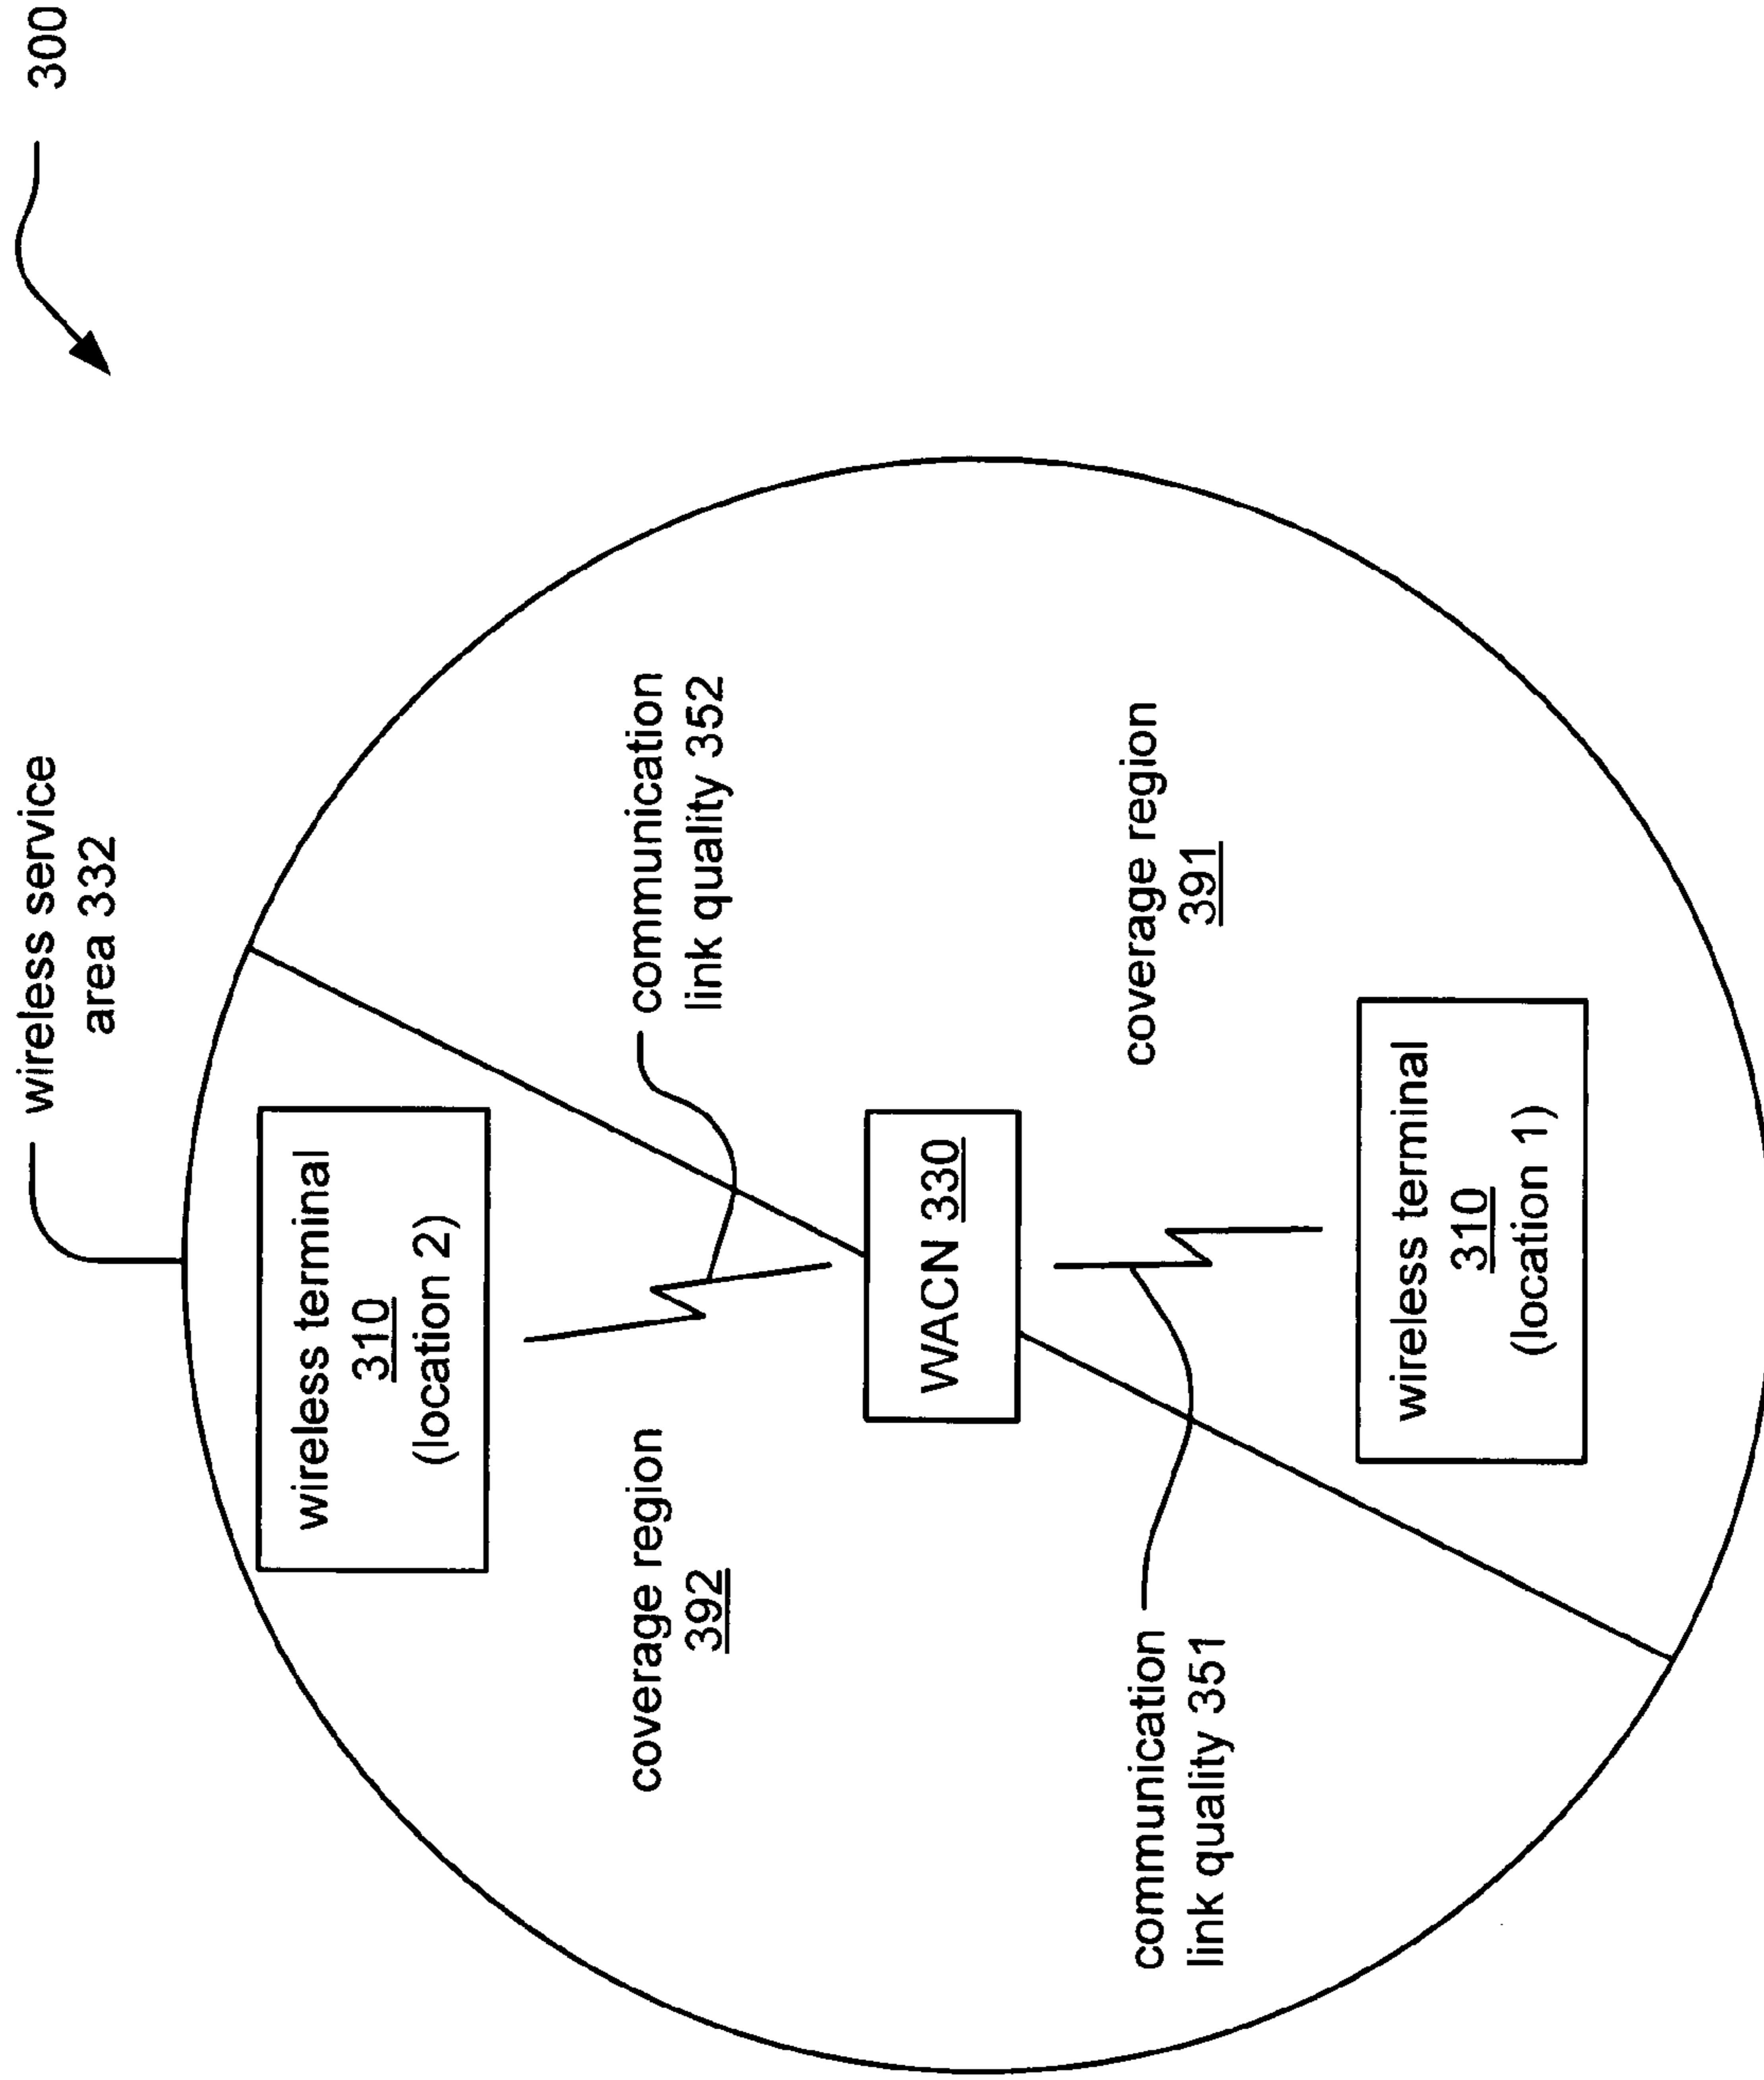 300
wireless service
area 332
wireless terminal
310
(location 2)
communication
link quality 352
coverage region
392
WACN 330
coverage region
391
communication
link quality 351
wireless terminal
310
(location 1)